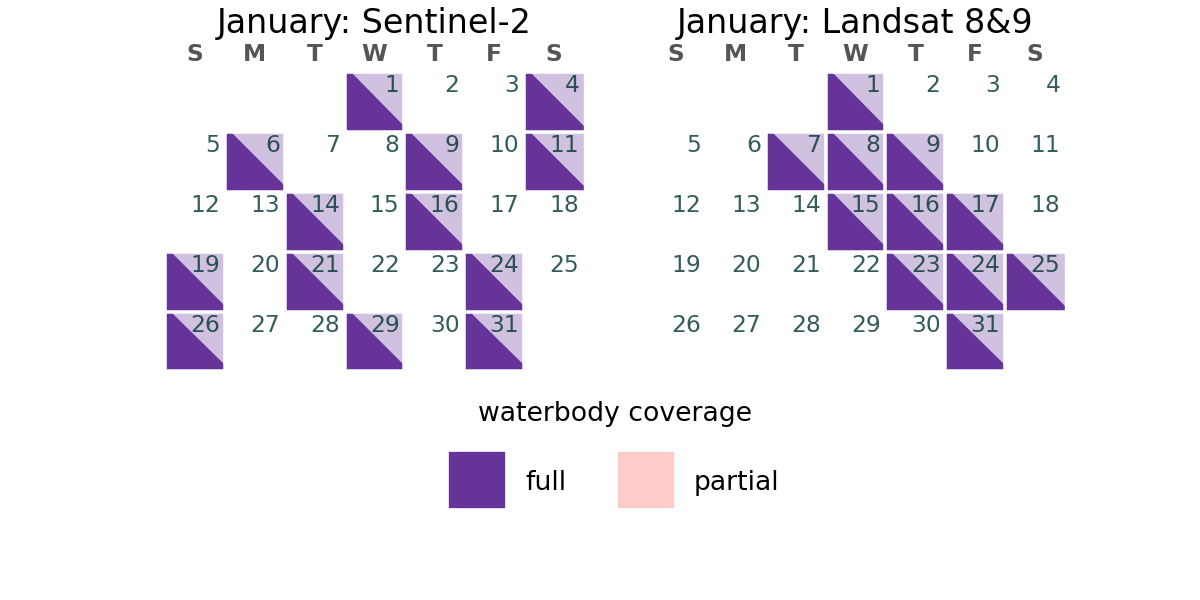 January: Sentinel-2
S M T W T F S
1 2 3 4
5 6 7 8 9 10 11
12 13 14 15 16 17 18
19 20 21 22 23 24 25
26 27 28 29 30 31
January: Landsat 8&9
S M T W T F S
1 2 3 4
5 6 7 8 9 10 11
12 13 14 15 16 17 18
19 20 21 22 23 24 25
26 27 28 29 30 31
waterbody coverage
full partial